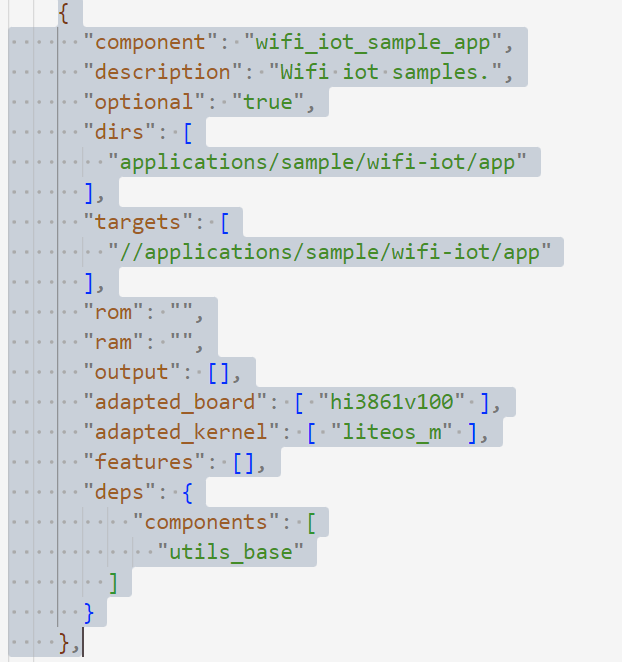 {
"component": "wifi_iot_sample_app",
"description": "Wifi iot samples.",
"optional": "true",
"dirs": [
"applications/sample/wifi-iot/app"
],
"targets": [
"//applications/sample/wifi-iot/app"
],
"rom": "",
"ram": "",
"output": [],
"adapted_board": [ "hi3861v100" ],
"adapted_kernel": [ "liteos_m" ],
"features": [],
"deps": {
"components": [
"utils_base"
]
}
},